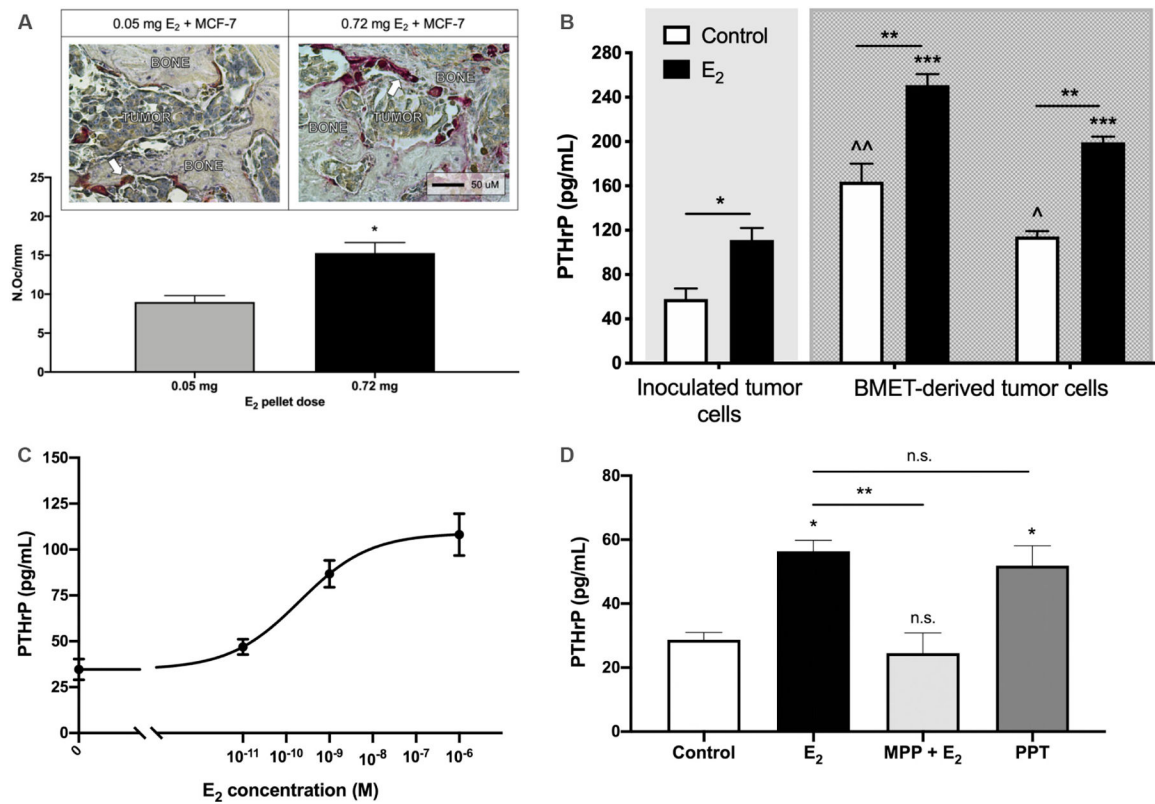 A
0.05 mg E₂ + MCF-7
0.72 mg E₂ + MCF-7
BONE
TUMOR
BONE
BONE
BONE
TUMOR
50 uM
N.Oc/mm
25
20
15
10
5
0
*
0.05 mg
0.72 mg
E₂ pellet dose
B
Control
E₂
PTHrP (pg/mL)
280
240
200
160
120
80
40
0
*
^^
**
***
^
**
***
Inoculated tumor
cells
BMET-derived tumor cells
C
PTHrP (pg/mL)
150
125
100
75
50
25
0
0
10⁻¹¹
10⁻¹⁰
10⁻⁹
10⁻⁸
10⁻⁷
10⁻⁶
E₂ concentration (M)
D
PTHrP (pg/mL)
80
60
40
20
0
n.s.
**
*
n.s.
*
Control
E₂
MPP + E₂
PPT